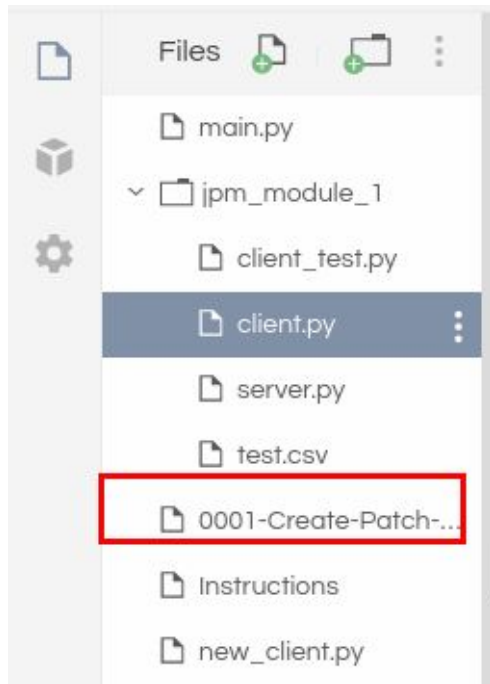 Files
main.py
jpm_module_1
client_test.py
client.py
server.py
test.csv
0001-Create-Patch-...
Instructions
new_client.py